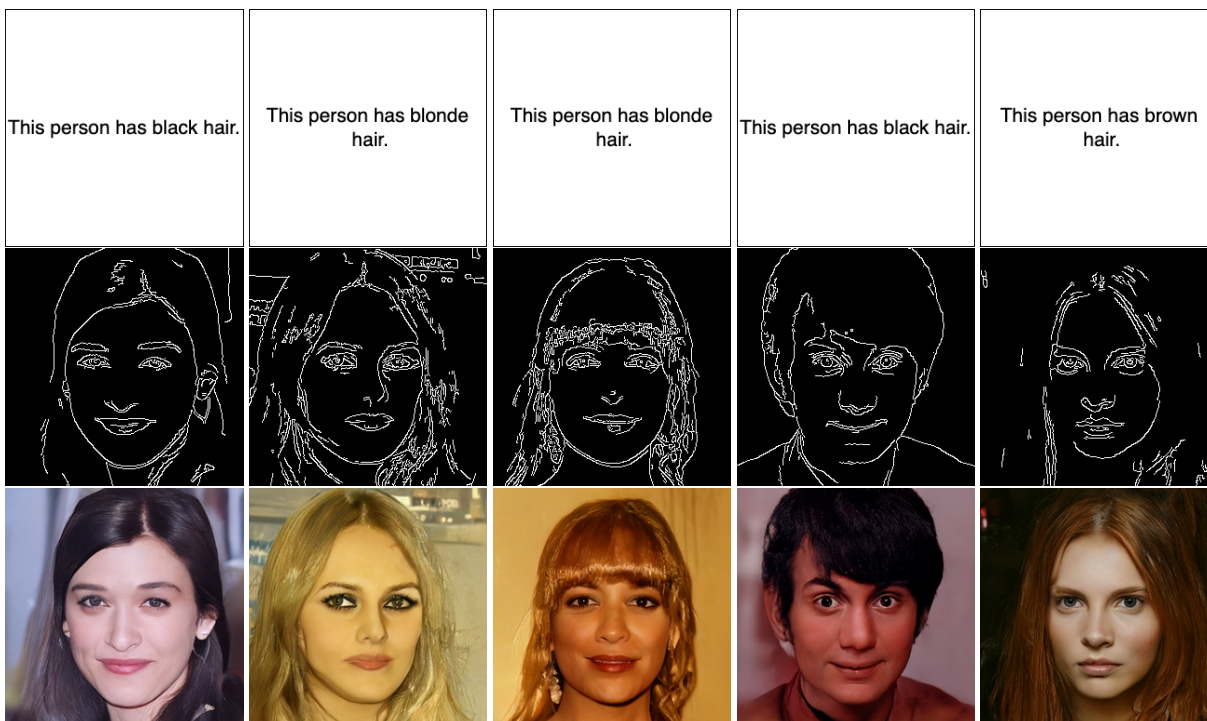 This person has black hair.
This person has blonde
hair.
This person has blonde
hair.
This person has black hair.
This person has brown
hair.